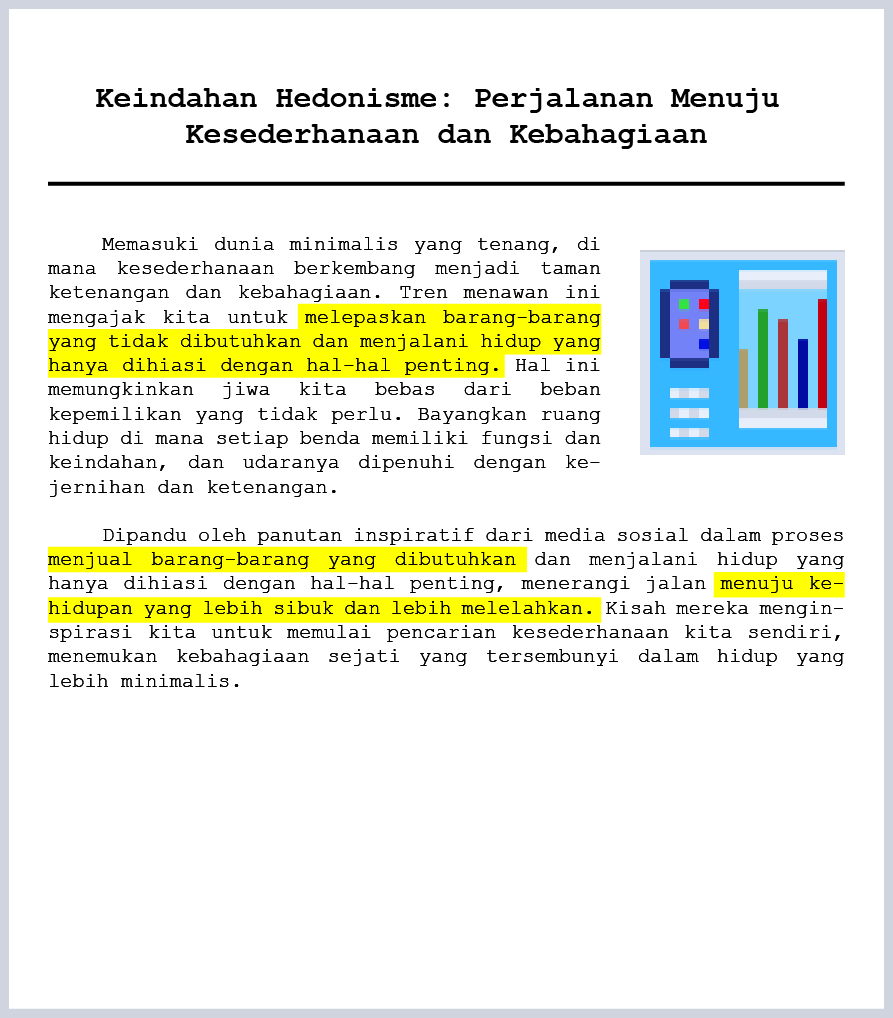 Keindahan Hedonisme: Perjalanan Menuju
Kesederhanaan dan Kebahagiaan
Memasuki dunia minimalis yang tenang, di
mana kesederhanaan berkembang menjadi taman
ketenangan dan kebahagiaan. Tren menawan ini
mengajak kita untuk melepaskan barang-barang
yang tidak dibutuhkan dan menjalani hidup yang
hanya dihiasi dengan hal-hal penting. Hal ini
memungkinkan jiwa kita bebas dari beban
kepemilikan yang tidak perlu. Bayangkan ruang
hidup di mana setiap benda memiliki fungsi dan
keindahan, dan udaranya dipenuhi dengan ke-
jernihan dan ketenangan.
Dipandu oleh panutan inspiratif dari media sosial dalam proses
menjual barang-barang yang dibutuhkan dan menjalani hidup yang
hanya dihiasi dengan hal-hal penting, menerangi jalan menuju ke-
hidupan yang lebih sibuk dan lebih melelahkan. Kisah mereka mengin-
spirasi kita untuk memulai pencarian kesederhanaan kita sendiri,
menemukan kebahagiaan sejati yang tersembunyi dalam hidup yang
lebih minimalis.